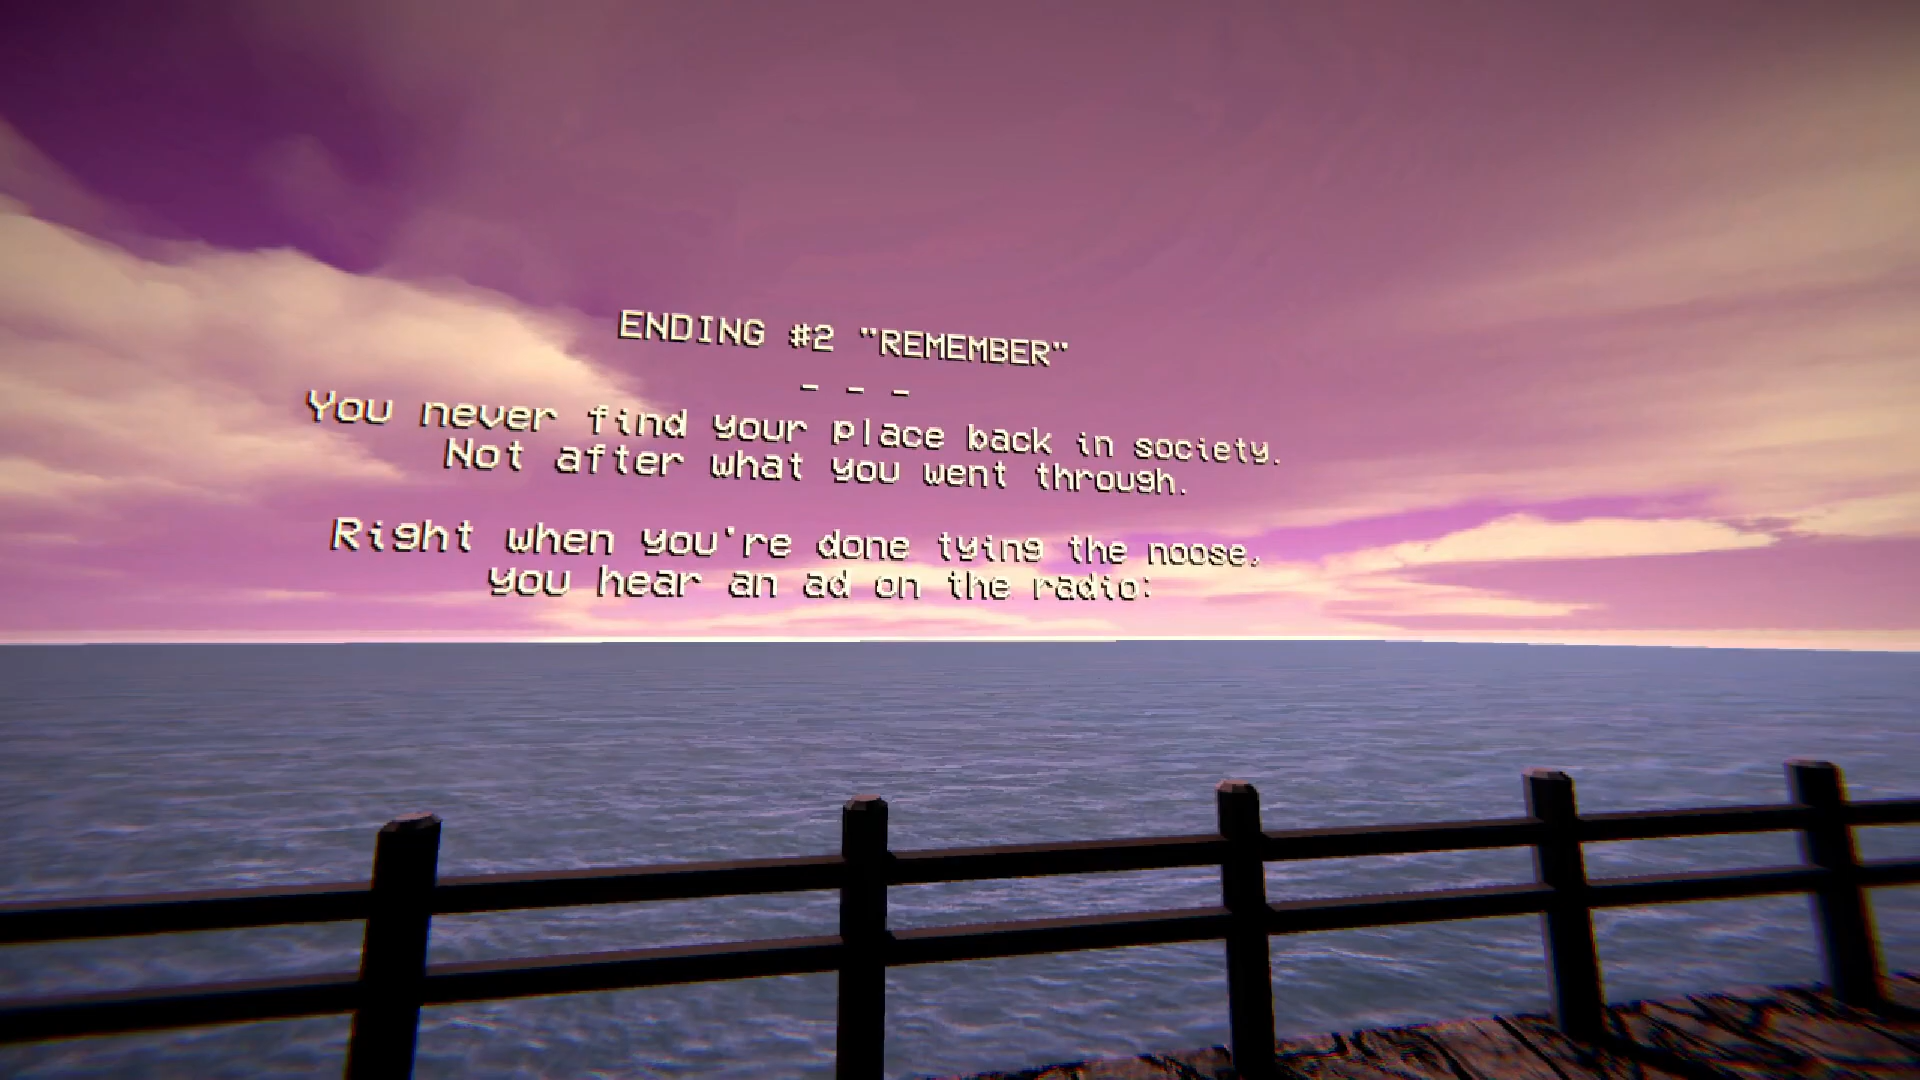 ENDING #2 "REMEMBER"
- - -
You never find your place back in society.
Not after what you went through.
Right when you're done tying the noose,
you hear an ad on the radio: